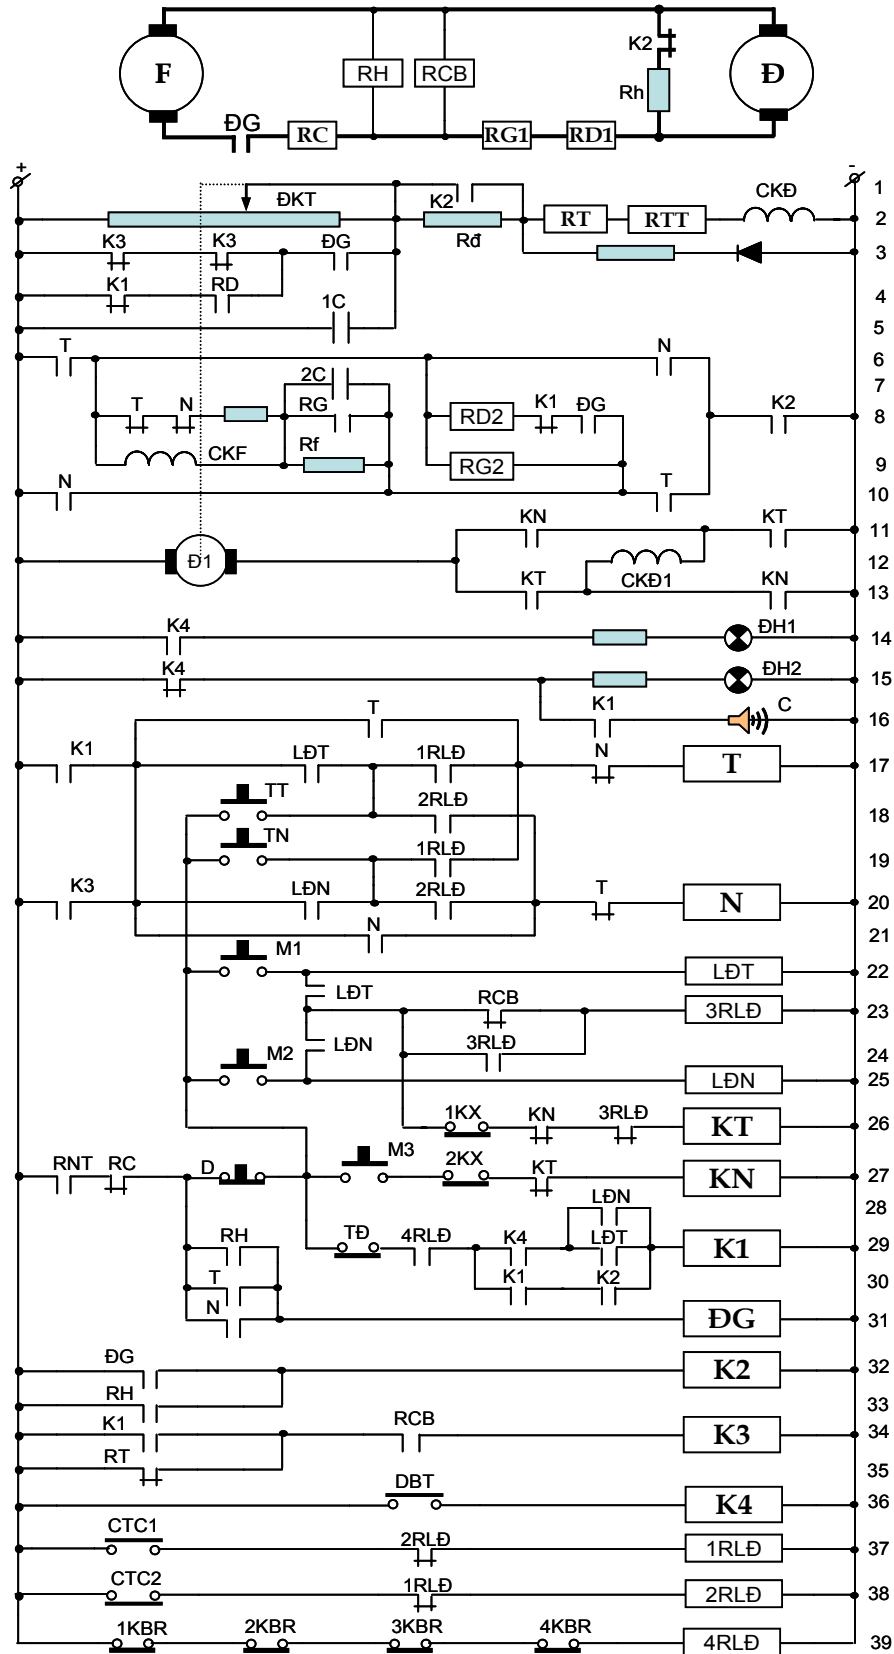 F RH RCB K2 Rh Đ
ĐG RC RG1 RD1
+ -
ĐKT K2 CKĐ 1
Rđ RT RTT 2
K3 K3 ĐG 3
K1 RD 4
1C 5
T N 6
2C 7
T N RG RD2 K1 ĐG K2 8
CKF Rf RG2 9
N T 10
KN KT 11
Đ1 CKĐ1 12
KT KN 13
K4 ĐH1 14
K4 ĐH2 15
T K1 C 16
K1 LĐT 1RLĐ N T 17
TT 2RLĐ 18
TN 1RLĐ 19
K3 LĐN 2RLĐ T N 20
N 21
M1 LĐT 22
LĐT RCB 3RLĐ 23
LĐN 3RLĐ 24
M2 LĐN 25
1KX KN 3RLĐ KT 26
RNT RC D M3 2KX KT KN 27
LĐN 28
RH TĐ 4RLĐ K4 LĐT K1 29
T K1 K2 30
N ĐG 31
ĐG K2 32
RH 33
K1 RCB K3 34
RT 35
DBT K4 36
CTC1 2RLĐ 1RLĐ 37
CTC2 1RLĐ 2RLĐ 38
1KBR 2KBR 3KBR 4KBR 4RLĐ 39